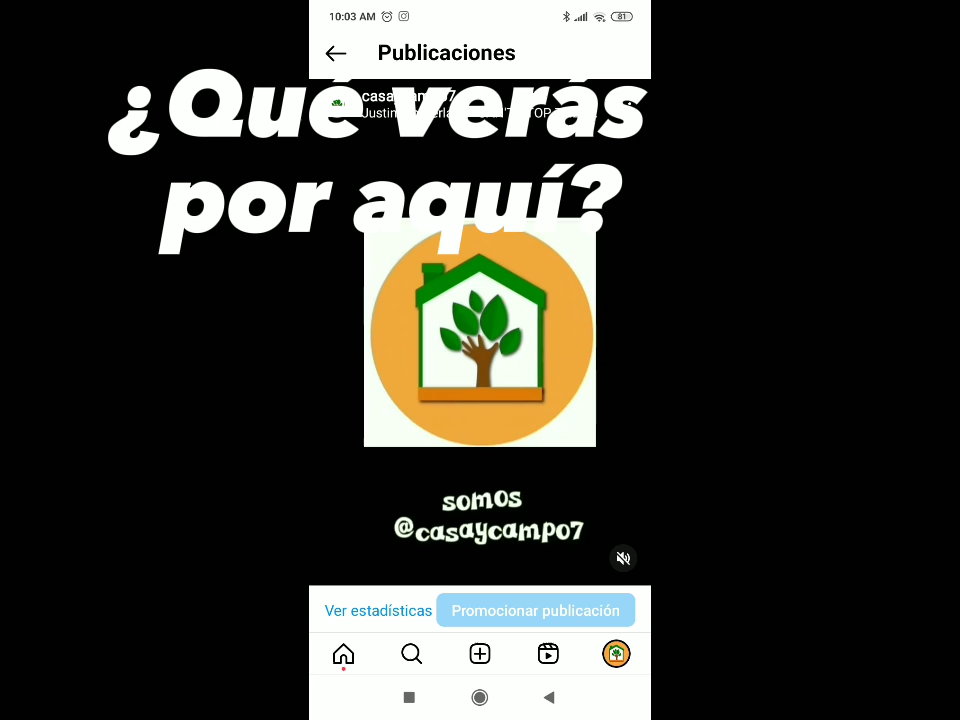 10:03 AM
81
Publicaciones
¿Qué verás
por aquí?
somos
@casaycampo7
Ver estadísticas
Promocionar publicación